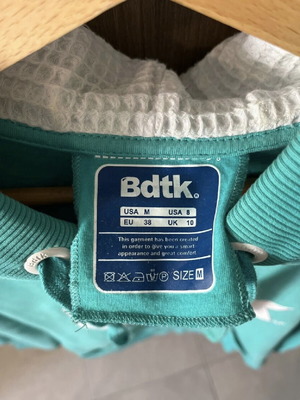 Bdtk.
USA M USA 8
EU 38 UK 10
This garment has been created
in order to give you a smart
appearance and great comfort
SIZE M